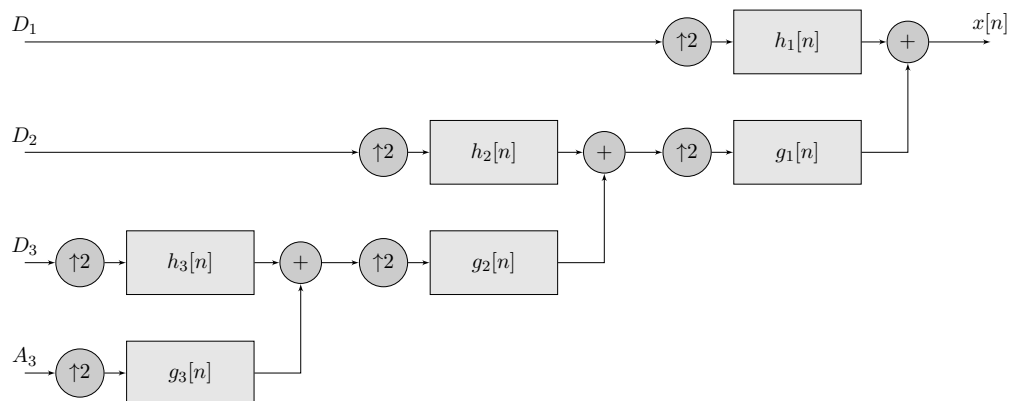 D₁ ↑2 h₁[n] + x[n]
D₂ ↑2 h₂[n] + ↑2 g₁[n]
D₃ ↑2 h₃[n] + ↑2 g₂[n]
A₃ ↑2 g₃[n]